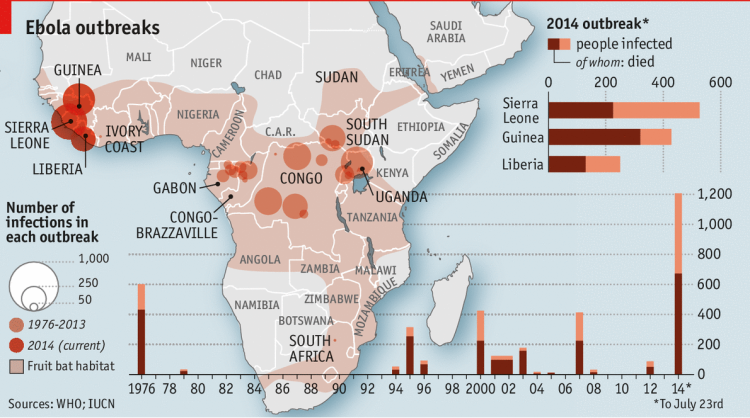 Ebola outbreaks
2014 outbreak*
people infected
of whom: died
0 200 400 600
Sierra
Leone
Guinea
Liberia
MALI
NIGER
CHAD
SUDAN
ERITREA
SAUDI
ARABIA
YEMEN
GUINEA
SIERRA
LEONE
IVORY
COAST
LIBERIA
NIGERIA
CAMEROON
C.A.R.
SOUTH
SUDAN
ETHIOPIA
SOMALIA
GABON
CONGO
KENYA
UGANDA
CONGO-
BRAZZAVILLE
TANZANIA
ANGOLA
ZAMBIA
MALAWI
MOZAMBIQUE
NAMIBIA
ZIMBABWE
BOTSWANA
SOUTH
AFRICA
Number of
infections in
each outbreak
1,000
250
50
1976-2013
2014 (current)
Fruit bat habitat
1,200
1,000
800
600
400
200
0
1976 78 80 82 84 86 88 90 92 94 96 98 2000 02 04 06 08 10 12 14*
Sources: WHO; IUCN
*To July 23rd